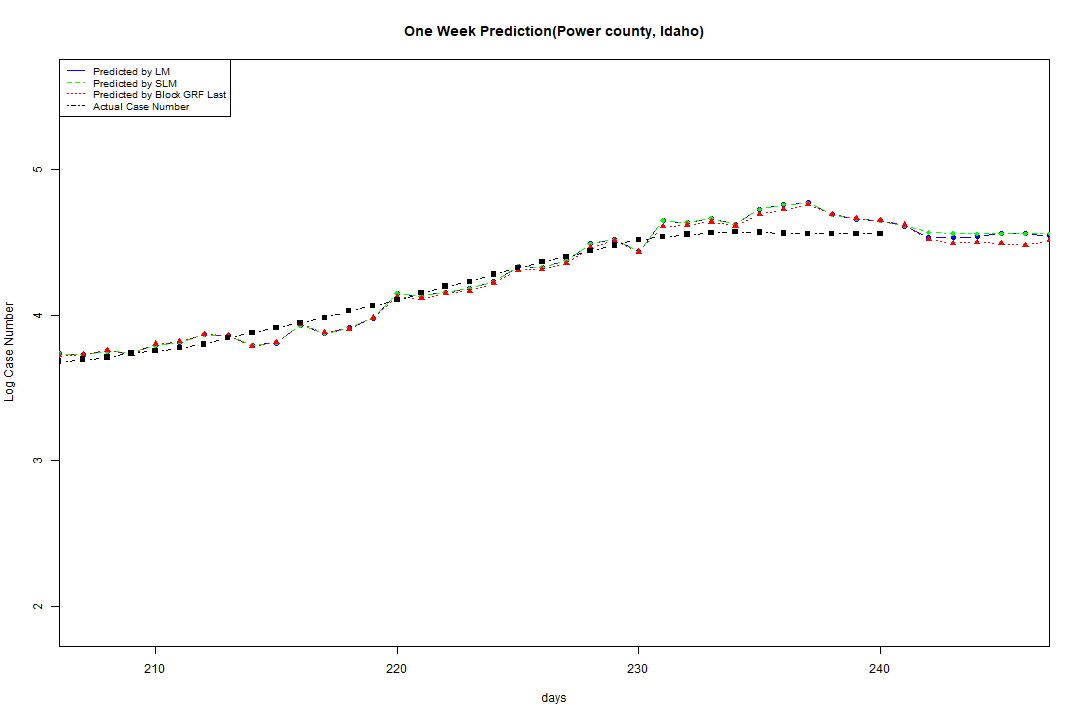 One Week Prediction(Power county, Idaho)
Predicted by LM
Predicted by SLM
Predicted by Block GRF Last
Actual Case Number
5
4
3
2
Log Case Number
210 220 230 240
days